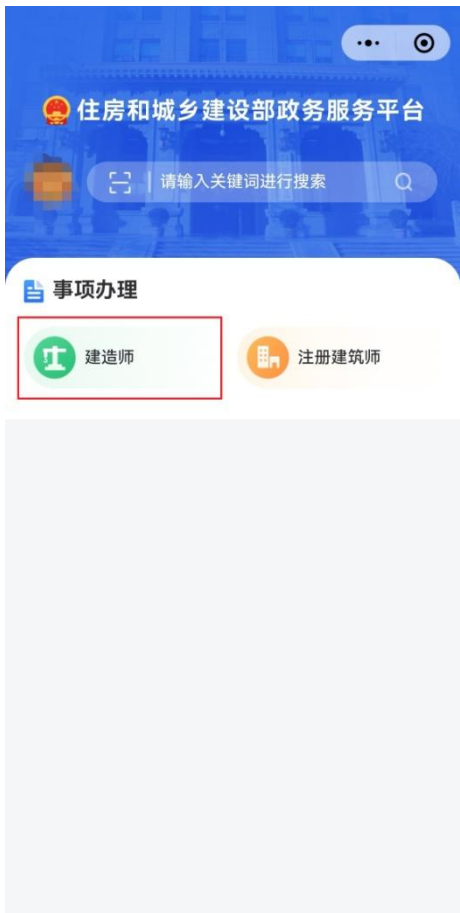 住房和城乡建设部政务服务平台
请输入关键词进行搜索
事项办理
建造师
注册建筑师